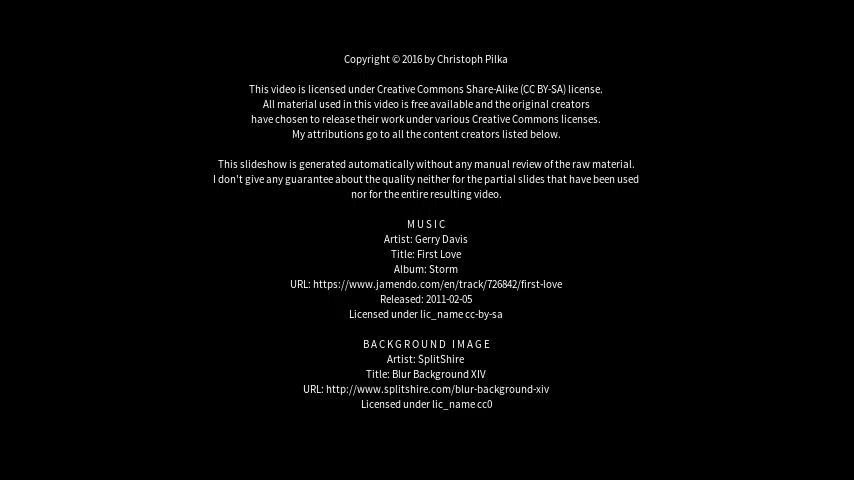 Copyright © 2016 by Christoph Pilka
This video is licensed under Creative Commons Share-Alike (CC BY-SA) license.
All material used in this video is free available and the original creators
have chosen to release their work under various Creative Commons licenses.
My attributions go to all the content creators listed below.
This slideshow is generated automatically without any manual review of the raw material.
I don't give any guarantee about the quality neither for the partial slides that have been used
nor for the entire resulting video.
MUSIC
Artist: Gerry Davis
Title: First Love
Album: Storm
URL: https://www.jamendo.com/en/track/726842/first-love
Released: 2011-02-05
Licensed under lic_name cc-by-sa
BACKGROUND IMAGE
Artist: SplitShire
Title: Blur Background XIV
URL: http://www.splitshire.com/blur-background-xiv
Licensed under lic_name cc0